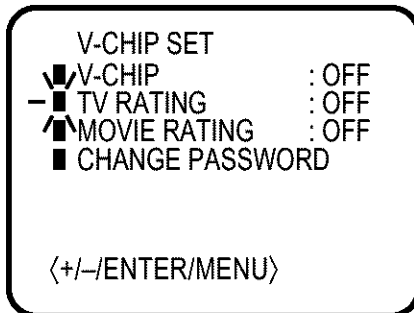 V-CHIP SET
V-CHIP : OFF
TV RATING : OFF
MOVIE RATING : OFF
CHANGE PASSWORD
⟨+/–/ENTER/MENU⟩